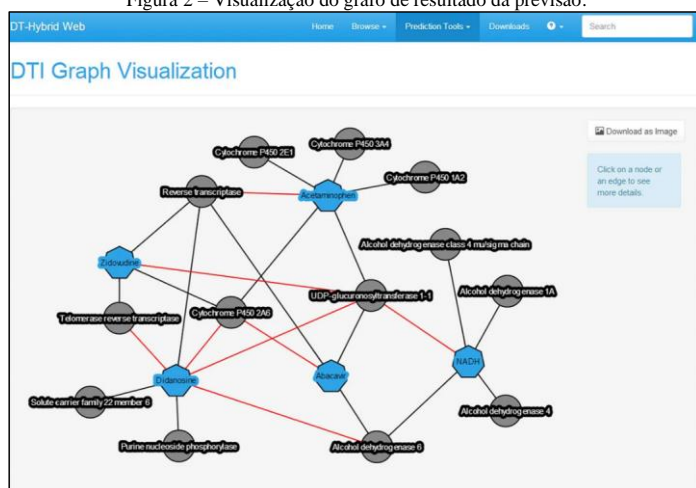 Figura 2 – Visualização do grafo de resultado da previsão.
DT-Hybrid Web
Home
Browse
Prediction Tools
Downloads
?
Search
DTI Graph Visualization
Download as Image
Click on a node or
an edge to see
more details.
Cytochrome P450 2E1
Cytochrome P450 3A4
Cytochrome P450 1A2
Reverse transcriptase
Acetaminophen
Alcohol dehydrogenase class 4 mu/sigma chain
Zidovudine
UDP-glucuronosyltransferase 1-1
Alcohol dehydrogenase 1A
Telomerase reverse transcriptase
Cytochrome P450 2A6
NADH
Didanosine
Abacavir
Solute carrier family 22 member 6
Alcohol dehydrogenase 4
Purine nucleoside phosphorylase
Alcohol dehydrogenase 6